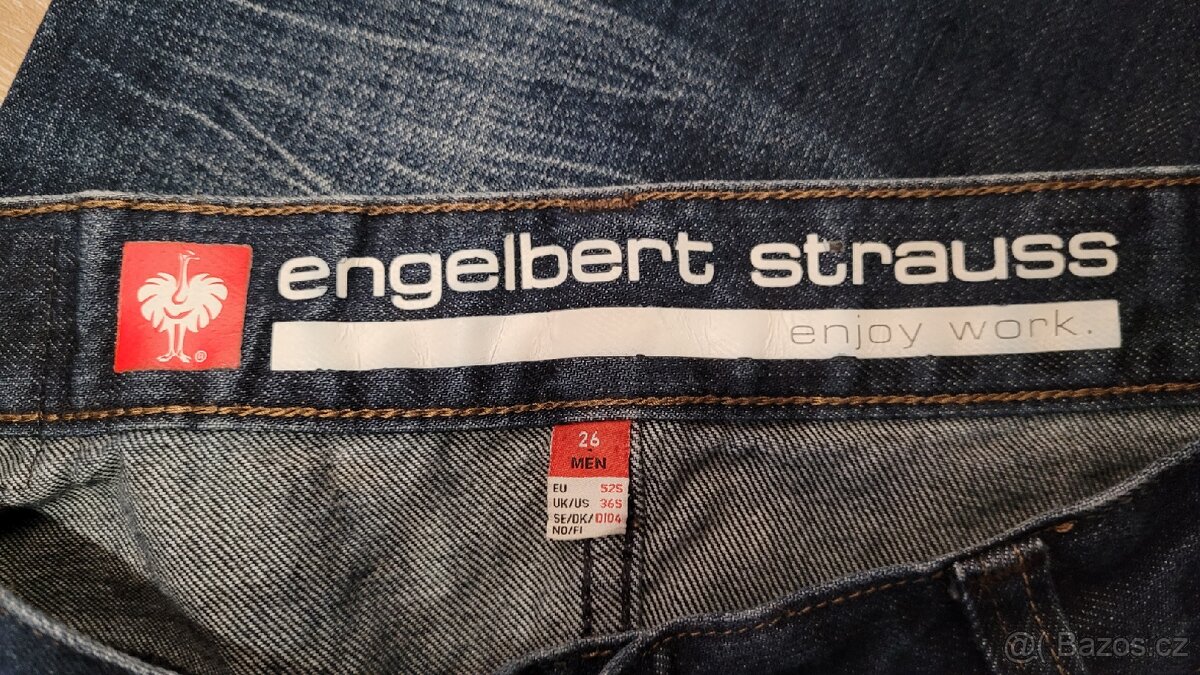 engelbert strauss
enjoy work.
®
26
MEN
EU 52S
UK/US 36S
SE/DK/ D104
NO/FI
@( Bazos.cz